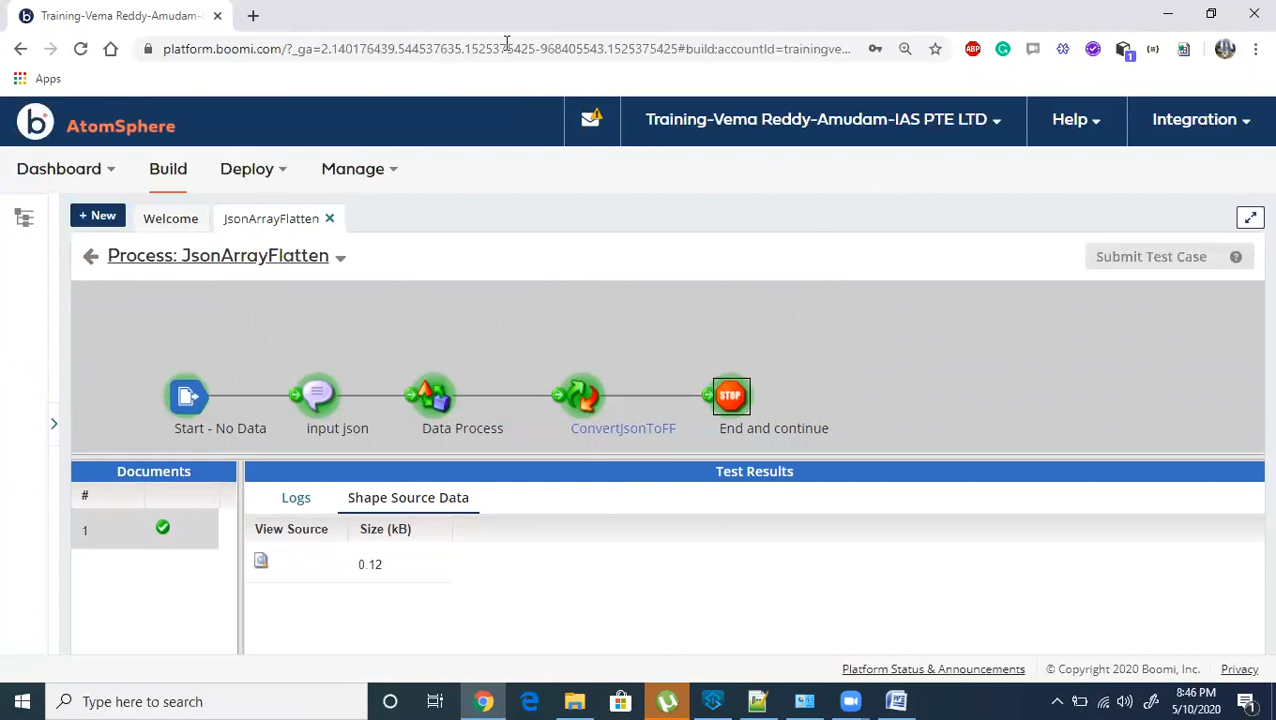 Training-Vema Reddy-Amudam-
platform.boomi.com/?_ga=2.140176439.544537635.1525375425-968405543.1525375425#build;accountId=trainingve...
ABP
1
Apps
b AtomSphere
Training-Vema Reddy-Amudam-IAS PTE LTD
Help
Integration
Dashboard
Build
Deploy
Manage
+ New
Welcome
JsonArrayFlatten
Process: JsonArrayFlatten
Submit Test Case
STOP
Start - No Data
input json
Data Process
ConvertJsonToFF
End and continue
Documents
Test Results
#
Logs
Shape Source Data
1
View Source
Size (kB)
0.12
Platform Status & Announcements
© Copyright 2020 Boomi, Inc.
Privacy
Type here to search
8:46 PM
5/10/2020
1